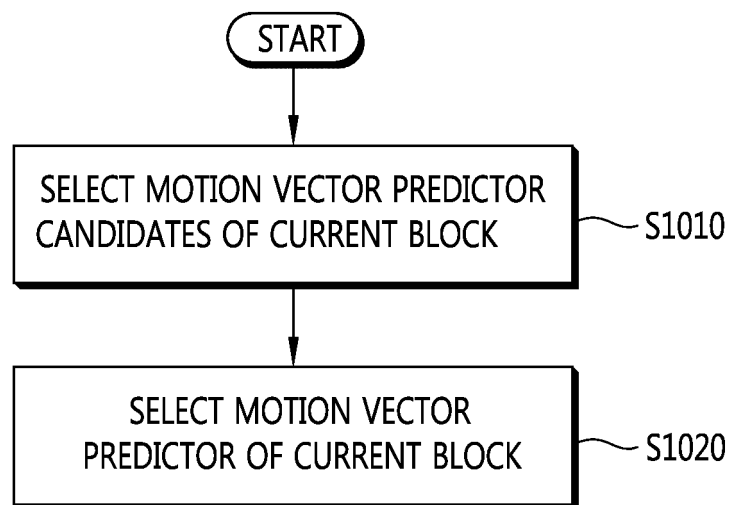 START
SELECT MOTION VECTOR PREDICTOR
CANDIDATES OF CURRENT BLOCK
S1010
SELECT MOTION VECTOR
PREDICTOR OF CURRENT BLOCK
S1020